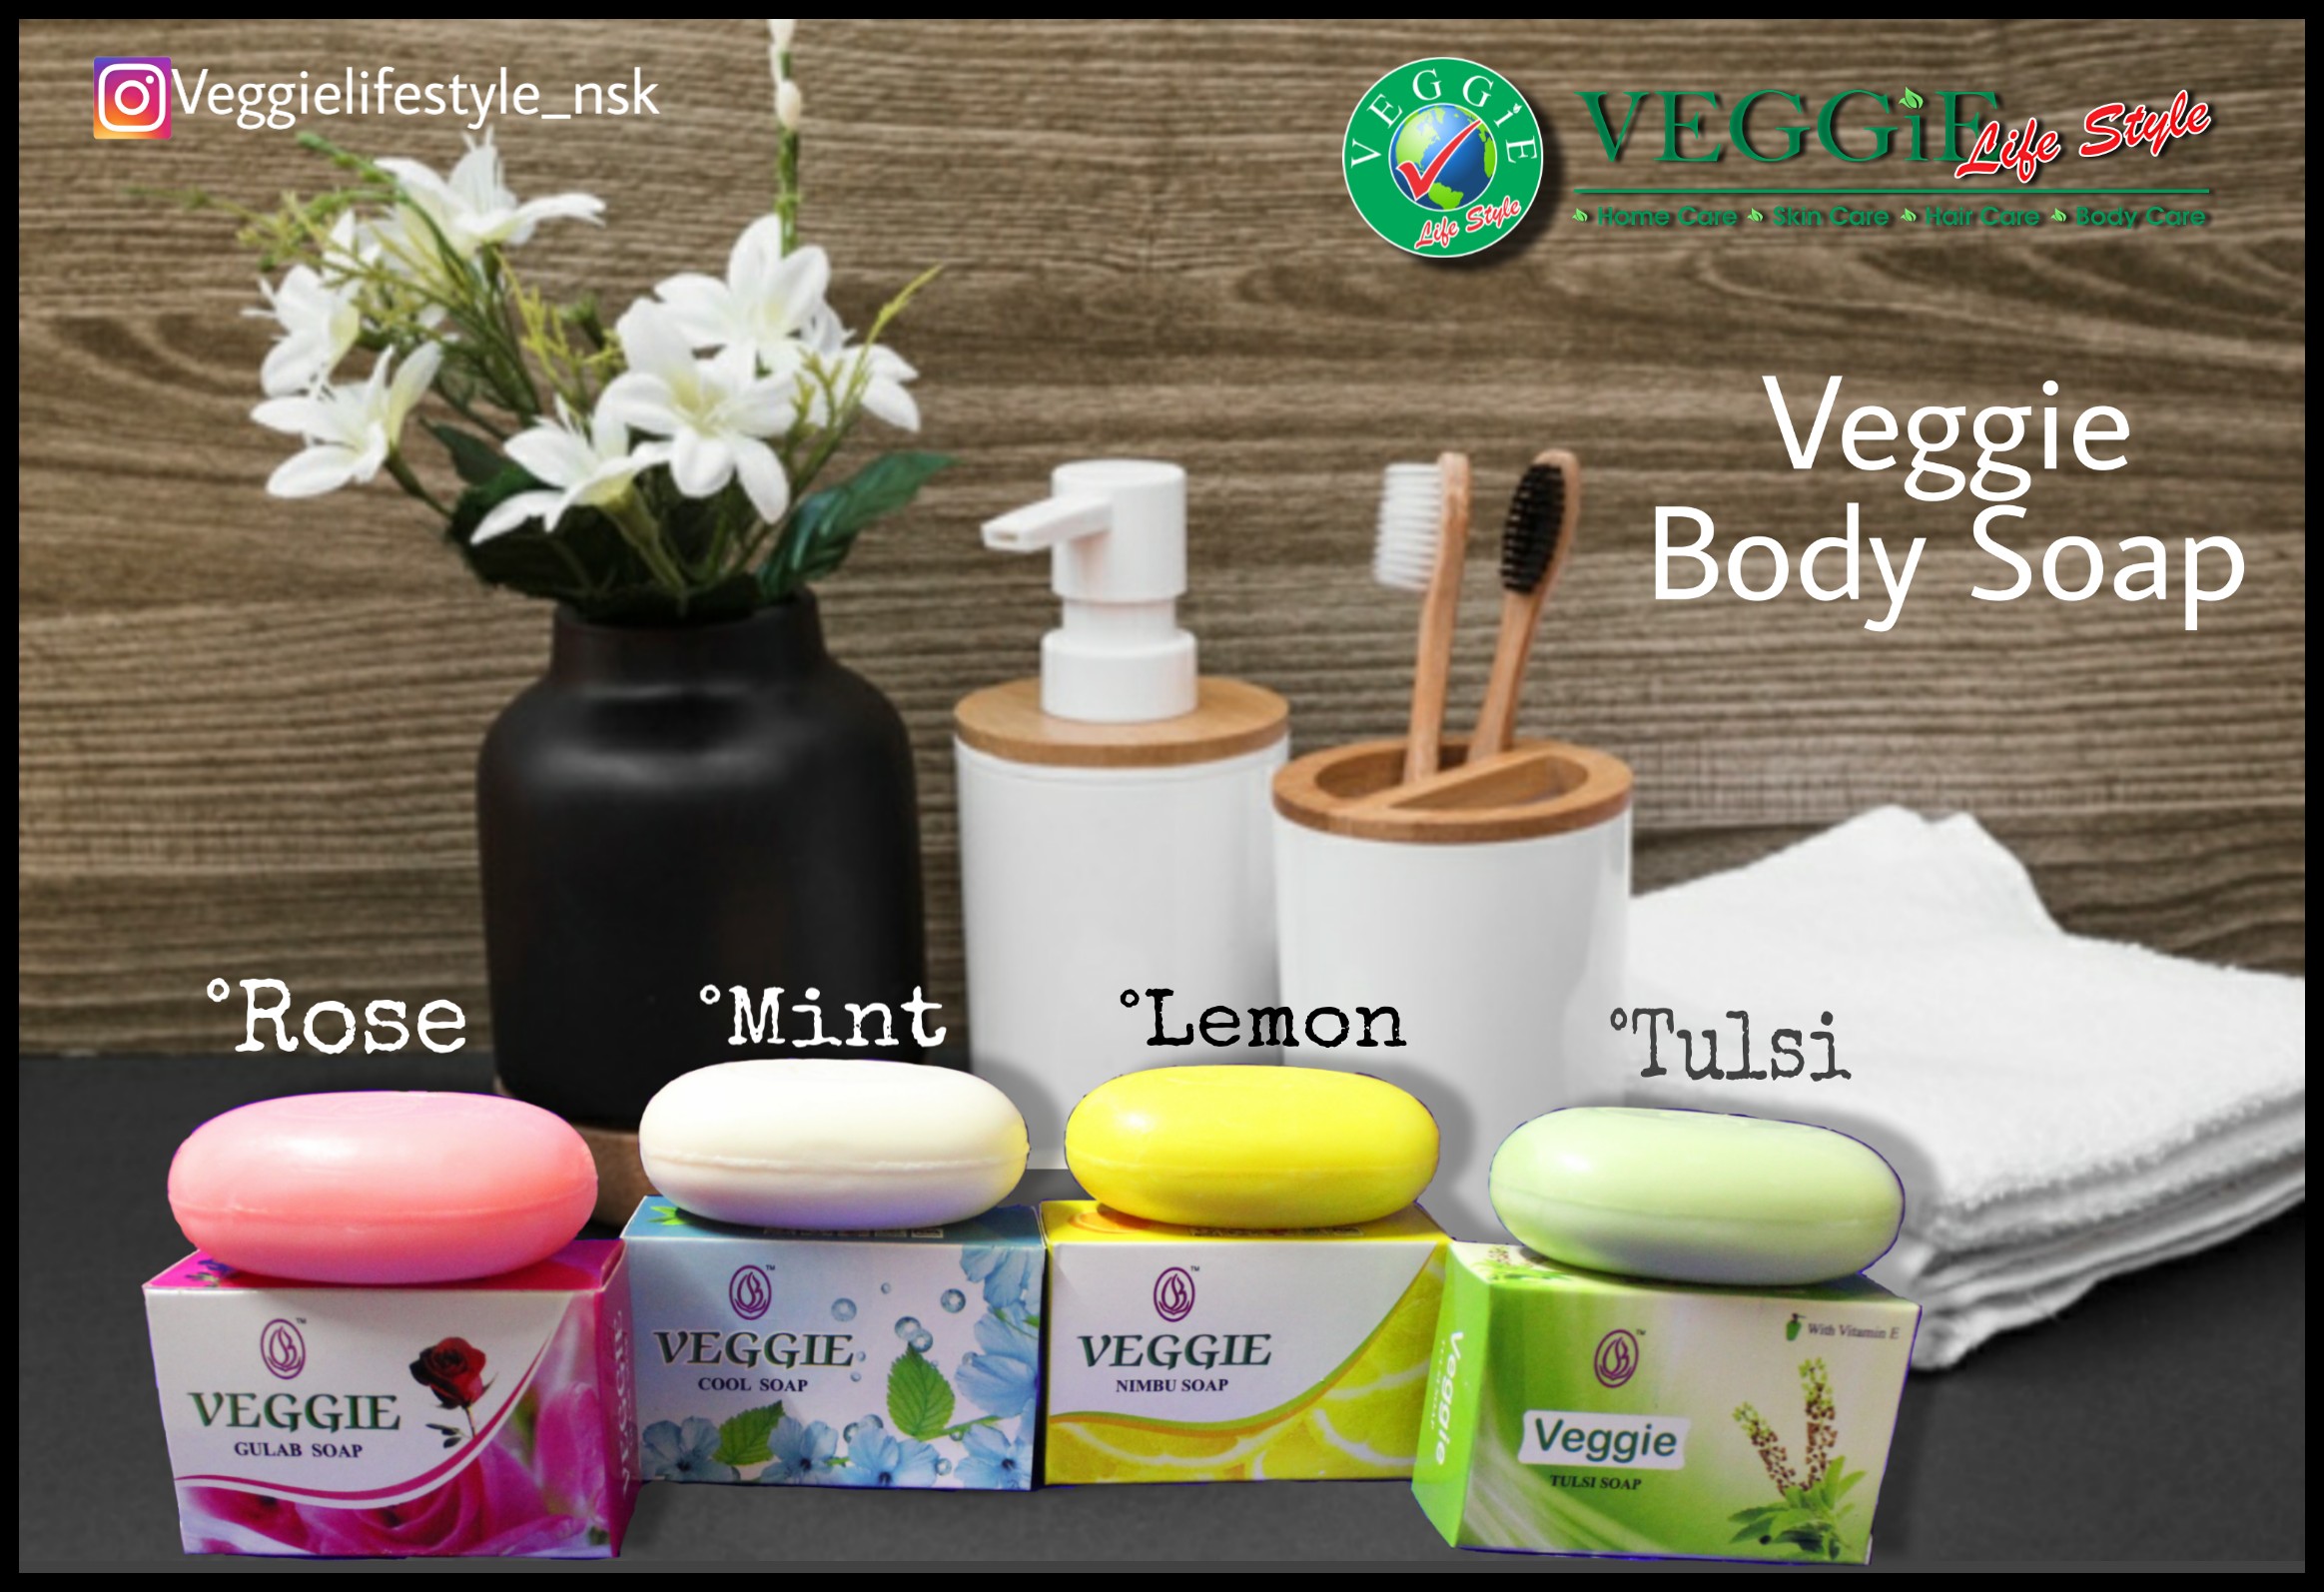 Veggielifestyle_nsk
VEGGiE
Life Style
VEGGiE Life Style
Home Care Skin Care Hair Care Body Care
Veggie
Body Soap
°Rose °Mint °Lemon °Tulsi
VEGGIE
GULAB SOAP
VEGGIE
VEGGIE
COOL SOAP
VEGGIE
NIMBU SOAP
With Vitamin E
Veggie
TULSI SOAP
Veggie